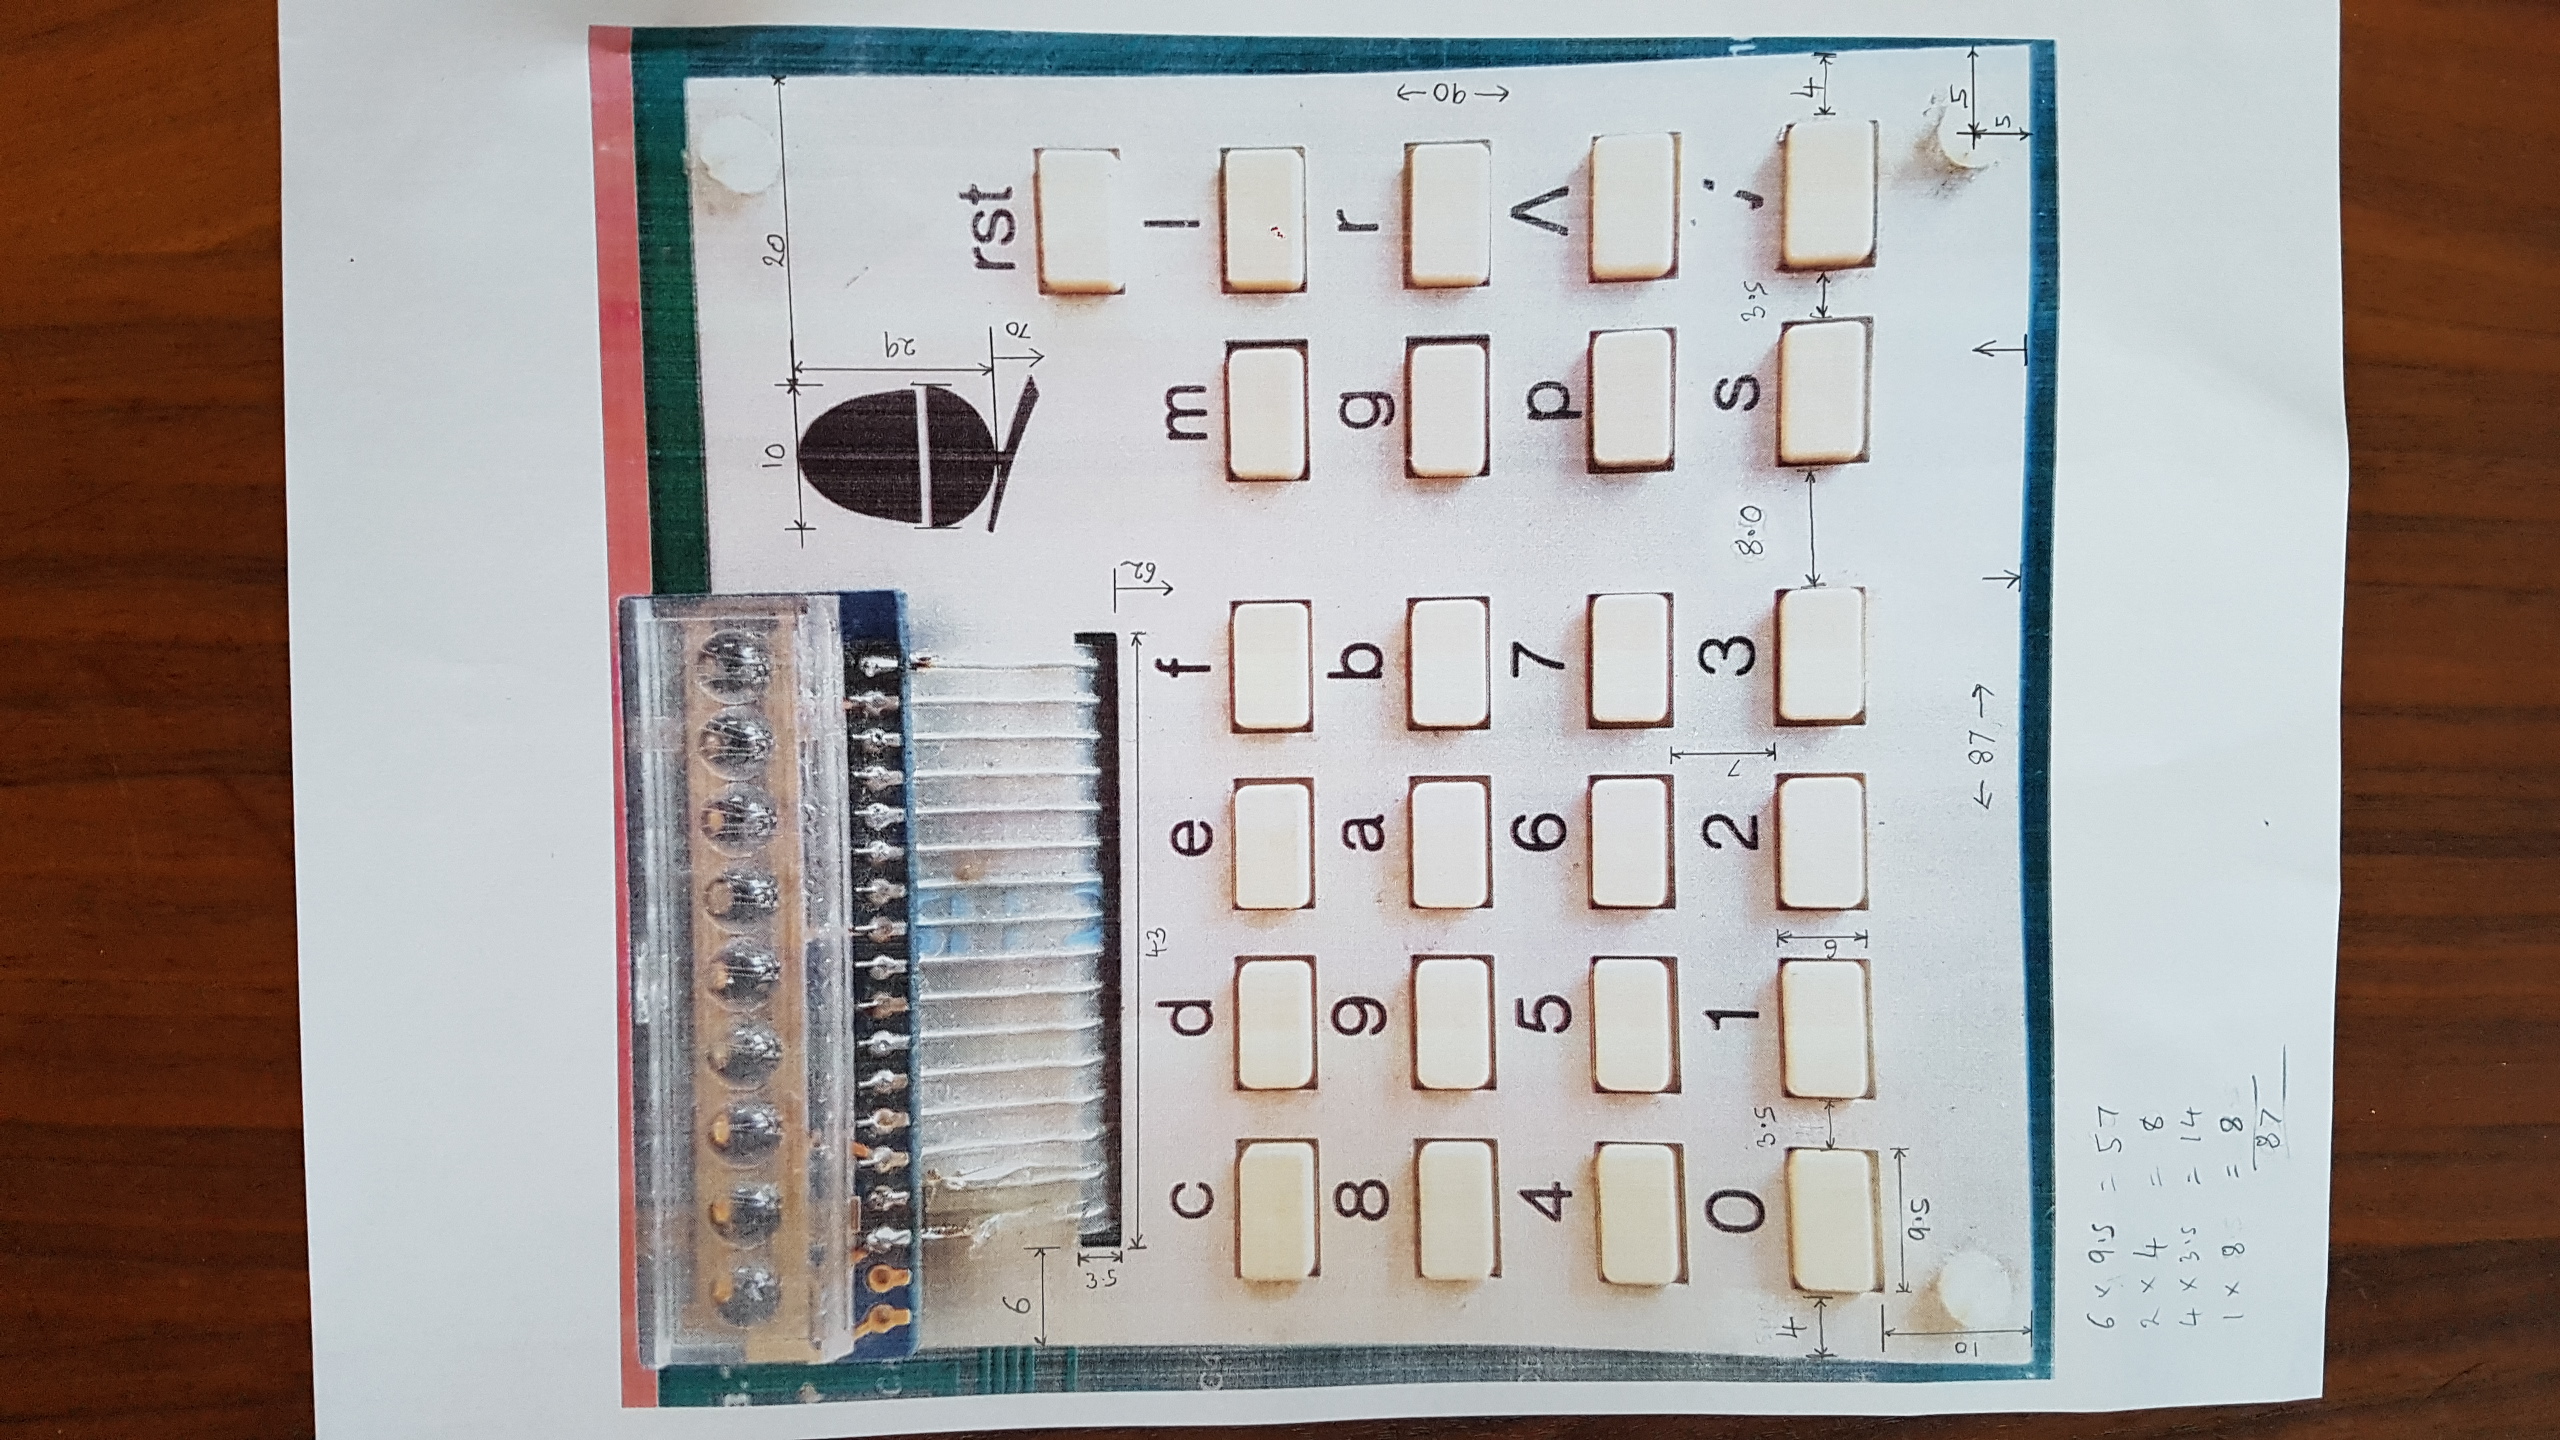 10 20
29
rst
6
70
3.5
43
62
c d e f m l
8 9 a b g r
← 90 →
4 5 6 7 p Λ
0 1 2 3 s j
7
4 3.5 8.0 3.5 4
6
9.5
10
← 87 →
5
5
6 × 9.5 = 57
2 × 4 = 8
4 × 3.5 = 14
1 × 8 = 8
87